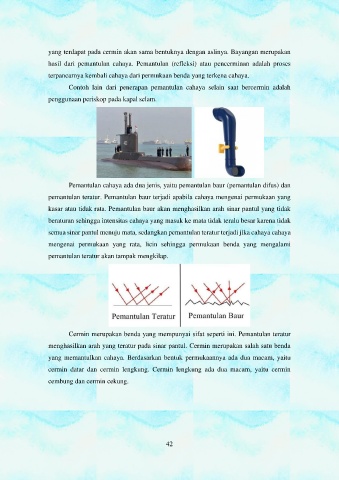 yang terdapat pada cermin akan sama bentuknya dengan aslinya. Bayangan merupakan
hasil dari pemantulan cahaya. Pemantulan (refleksi) atau pencerminan adalah proses
terpancarnya kembali cahaya dari permukaan benda yang terkena cahaya.
Contoh lain dari penerapan pemantulan cahaya selain saat bercermin adalah
penggunaan periskop pada kapal selam.
Pemantulan cahaya ada dua jenis, yaitu pemantulan baur (pemantulan difus) dan
pemantulan teratur. Pemantulan baur terjadi apabila cahaya mengenai permukaan yang
kasar atau tidak rata. Pemantulan baur akan menghasilkan arah sinar pantul yang tidak
beraturan sehingga intensitas cahaya yang masuk ke mata tidak teralu besar karena tidak
semua sinar pantul menuju mata, sedangkan pemantulan teratur terjadi jika cahaya cahaya
mengenai permukaan yang rata, licin sehingga permukaan benda yang mengalami
pemantulan teratur akan tampak mengkilap.
Pemantulan Teratur Pemantulan Baur
Cermin merupakan benda yang mempunyai sifat seperti ini. Pemantulan teratur
menghasilkan arah yang teratur pada sinar pantul. Cermin merupakan salah satu benda
yang memantulkan cahaya. Berdasarkan bentuk permukaannya ada dua macam, yaitu
cermin datar dan cermin lengkung. Cermin lengkung ada dua macam, yaitu cermin
cembung dan cermin cekung.
42